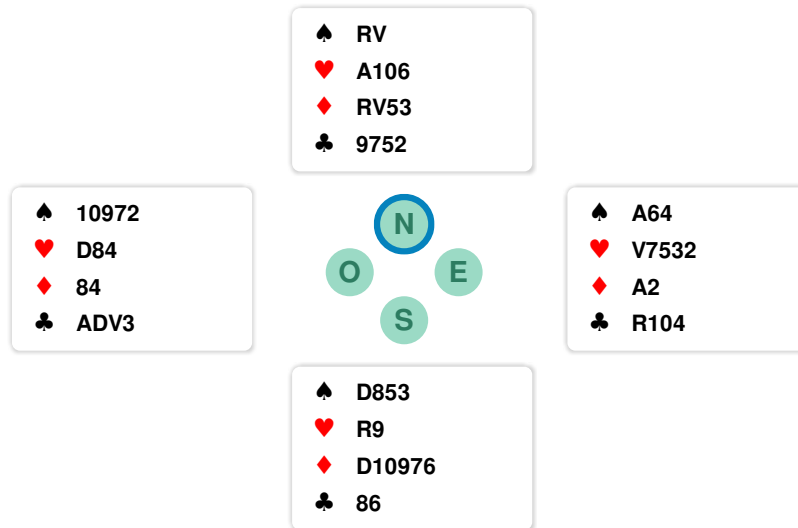 ♠ RV
♥ A106
♦ RV53
♣ 9752
♠ 10972
♥ D84
♦ 84
♣ ADV3
N
O E
S
♠ A64
♥ V7532
♦ A2
♣ R104
♠ D853
♥ R9
♦ D10976
♣ 86